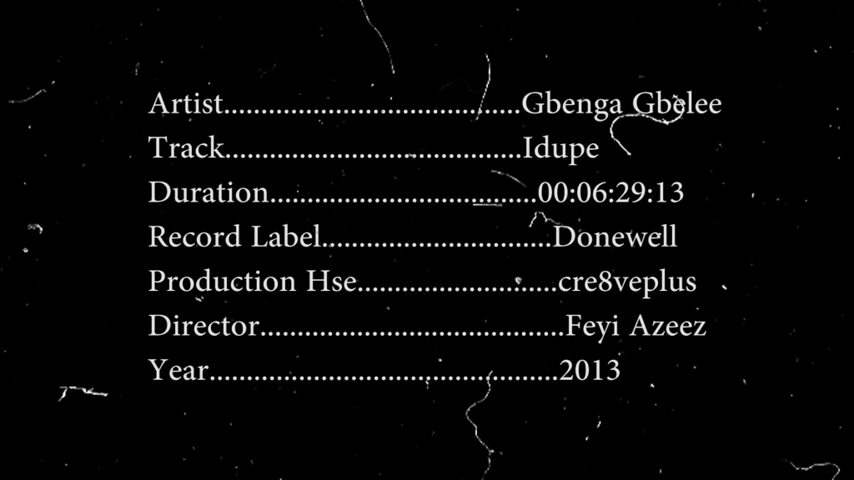 Artist.......................................Gbenga Gbelee
Track.......................................Idupe
Duration...................................00:06:29:13
Record Label..............................Donewell
Production Hse..........................cre8veplus
Director........................................Feyi Azeez
Year..............................................2013